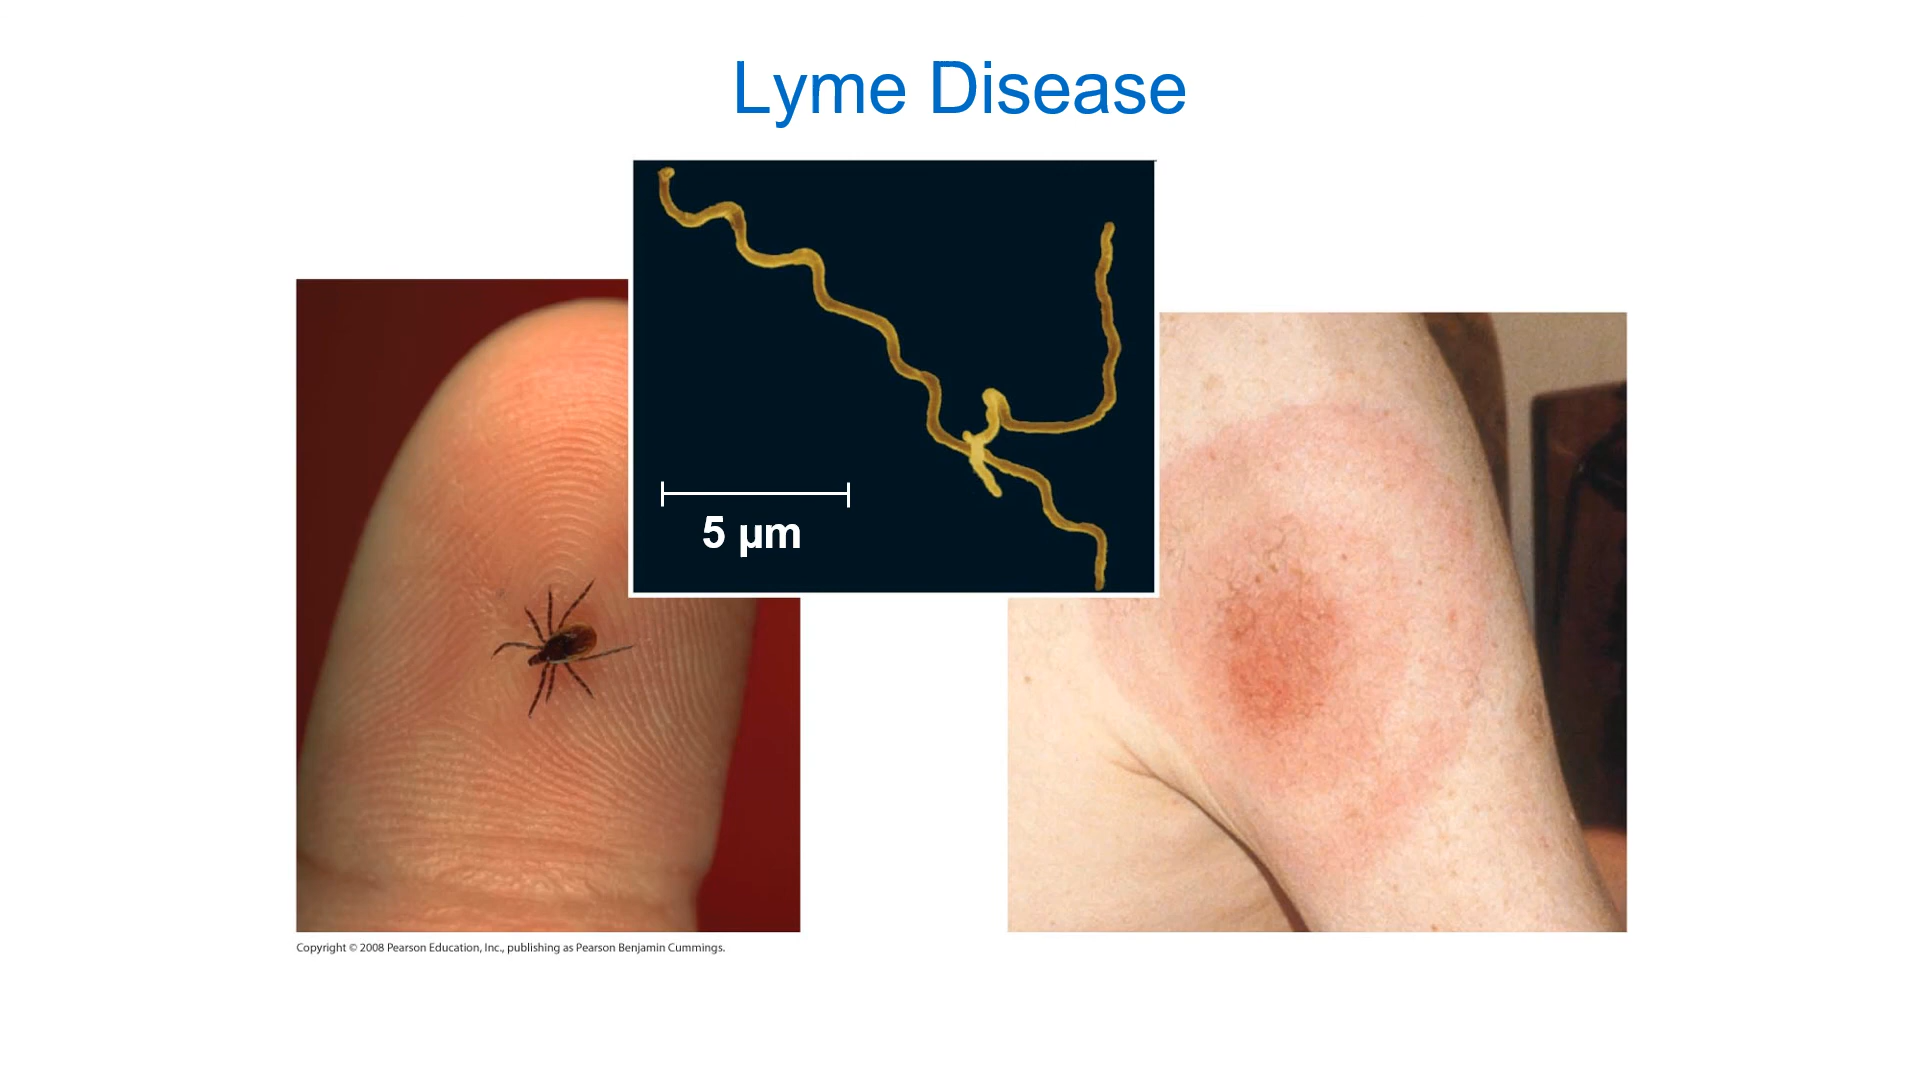 Lyme Disease
5 µm
Copyright © 2008 Pearson Education, Inc., publishing as Pearson Benjamin Cummings.